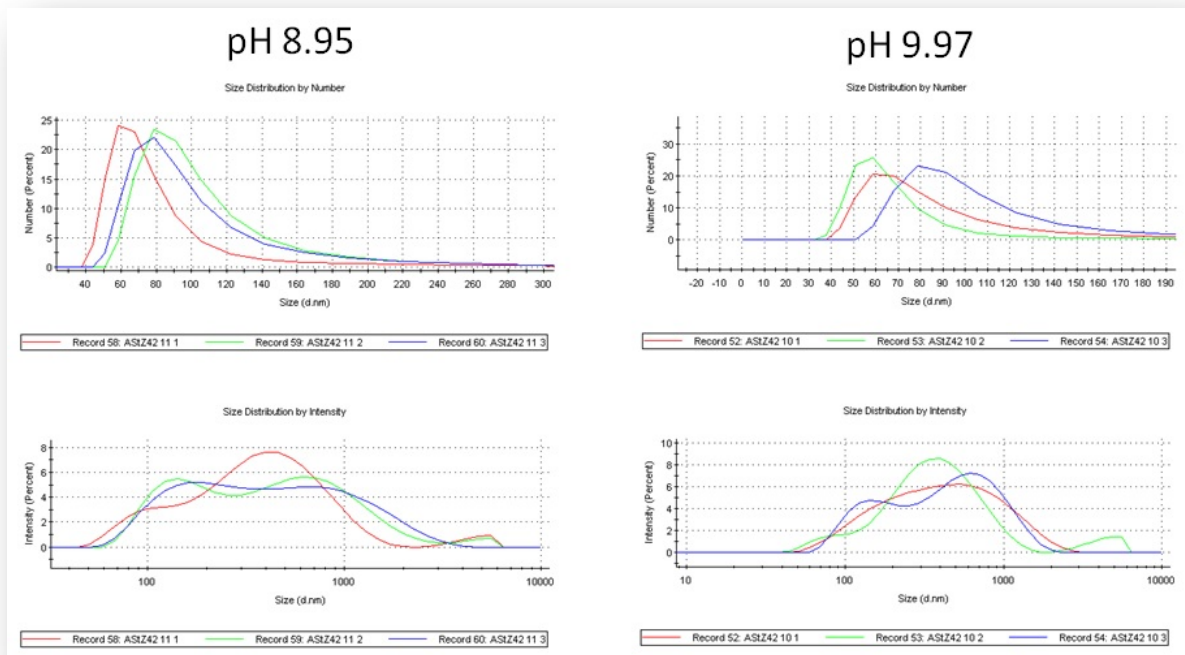 pH 8.95
Size Distribution by Number
25
20
15
10
5
0
Number (Percent)
40 60 80 100 120 140 160 180 200 220 240 260 280 300
Size (d.nm)
Record 58: AStZ42 11 1 Record 59: AStZ42 11 2 Record 60: AStZ42 11 3
Size Distribution by Intensity
8
6
4
2
0
Intensity (Percent)
100 1000 10000
Size (d.nm)
Record 58: AStZ42 11 1 Record 59: AStZ42 11 2 Record 60: AStZ42 11 3
pH 9.97
Size Distribution by Number
30
20
10
0
Number (Percent)
-20 -10 0 10 20 30 40 50 60 70 80 90 100 110 120 130 140 150 160 170 180 190
Size (d.nm)
Record 52: AStZ42 10 1 Record 53: AStZ42 10 2 Record 54: AStZ42 10 3
Size Distribution by Intensity
10
8
6
4
2
0
Intensity (Percent)
10 100 1000 10000
Size (d.nm)
Record 52: AStZ42 10 1 Record 53: AStZ42 10 2 Record 54: AStZ42 10 3